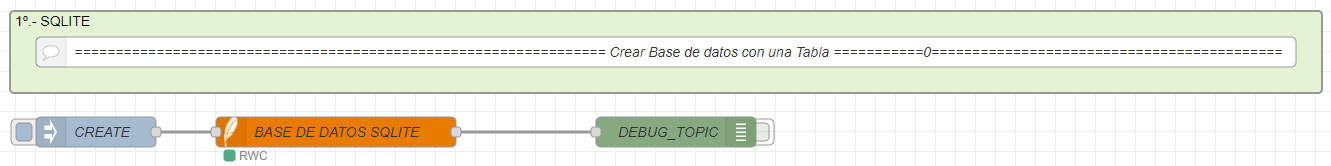 1º.- SQLITE
================================================================= Crear Base de datos con una Tabla ===========0===========================================
CREATE
BASE DE DATOS SQLITE
DEBUG_TOPIC
RWC